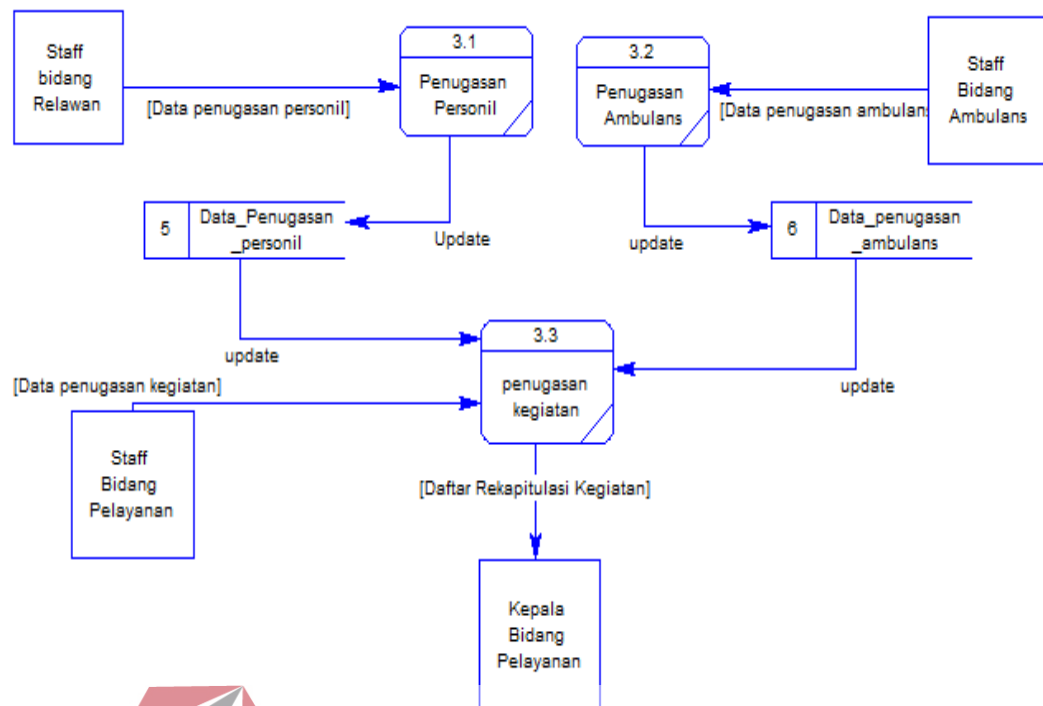 Staff
bidang
Relawan
[Data penugasan personil]
3.1
Penugasan
Personil
3.2
Penugasan
Ambulans
[Data penugasan ambulans
Staff
Bidang
Ambulans
5
Data_Penugasan
_personil
Update
update
6
Data_penugasan
_ambulans
update
3.3
penugasan
kegiatan
update
[Data penugasan kegiatan]
Staff
Bidang
Pelayanan
[Daftar Rekapitulasi Kegiatan]
Kepala
Bidang
Pelayanan